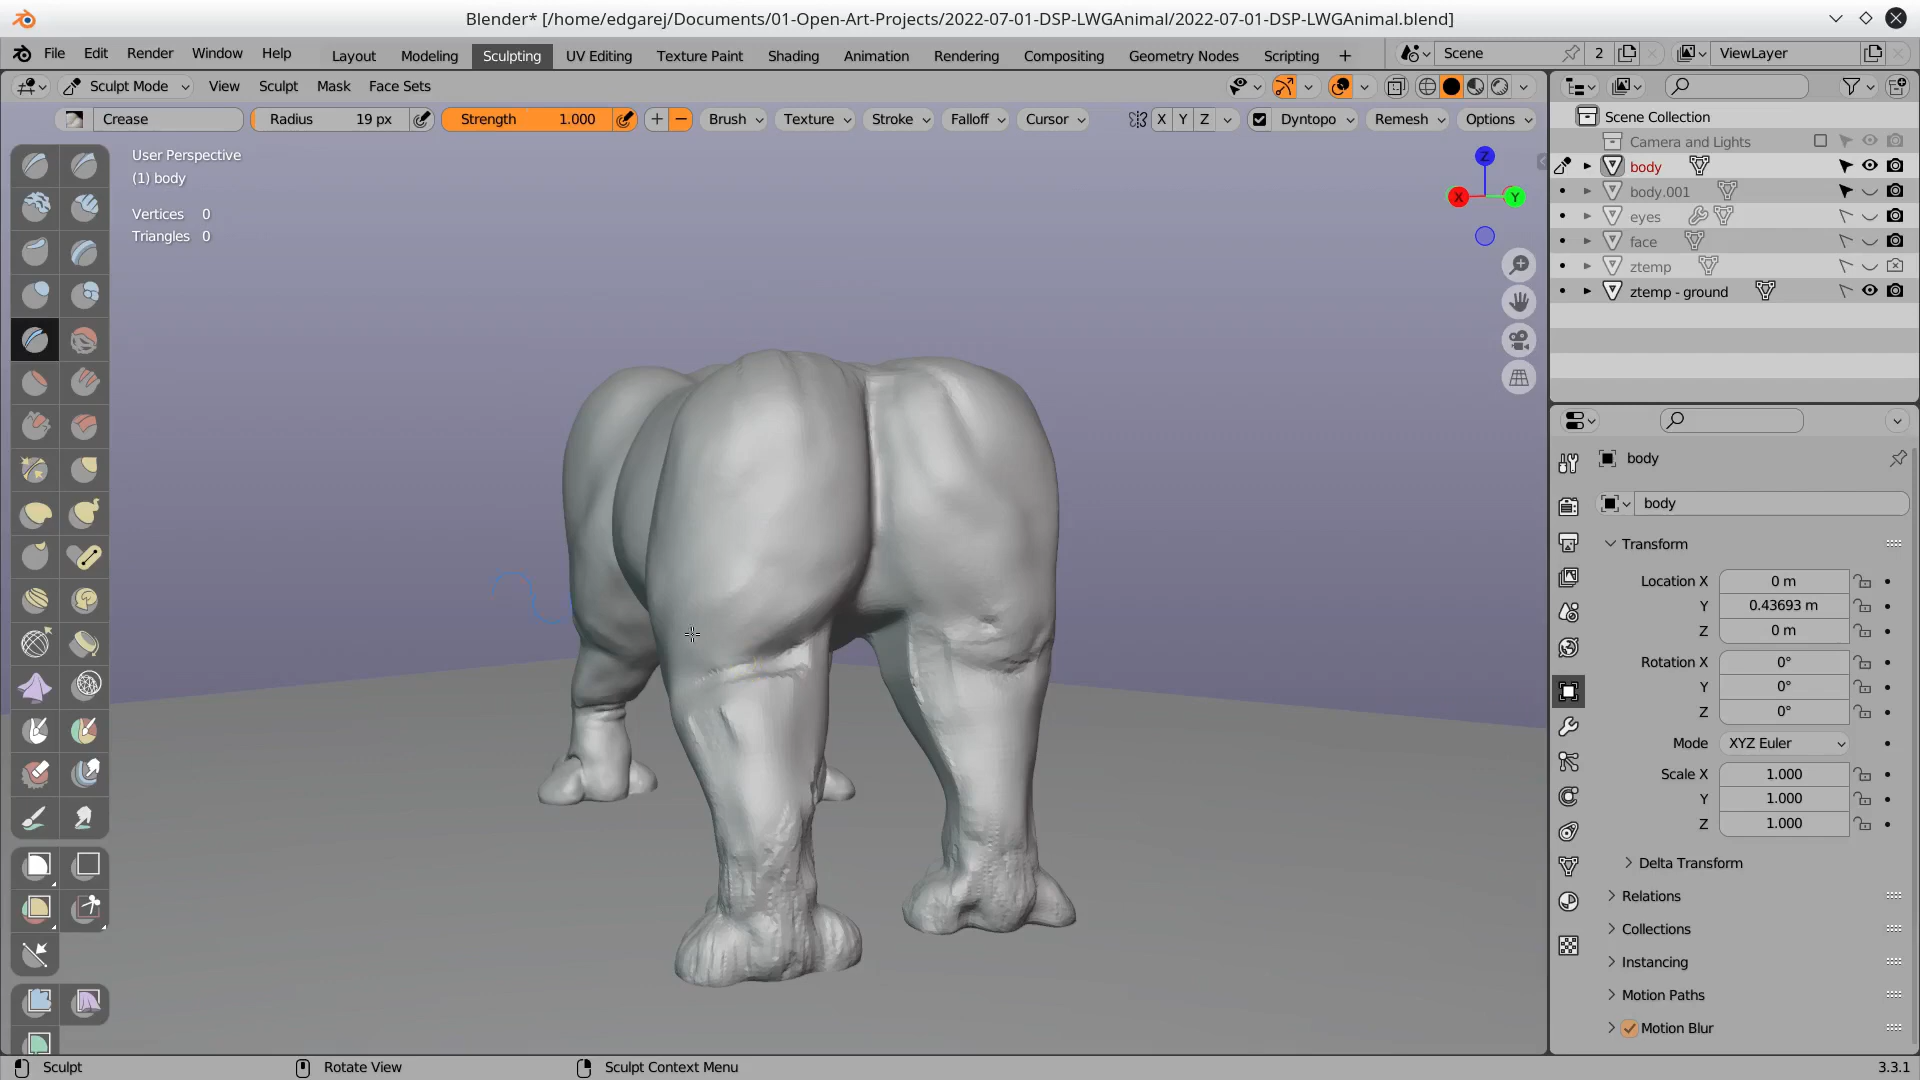 Blender* [/home/edgarej/Documents/01-Open-Art-Projects/2022-07-01-DSP-LWGAnimal/2022-07-01-DSP-LWGAnimal.blend]
File Edit Render Window Help Layout Modeling Sculpting UV Editing Texture Paint Shading Animation Rendering Compositing Geometry Nodes Scripting + Scene 2 ViewLayer
Sculpt Mode View Sculpt Mask Face Sets
Crease Radius 19 px Strength 1.000 + − Brush Texture Stroke Falloff Cursor X Y Z Dyntopo Remesh Options
User Perspective
(1) body
Vertices 0
Triangles 0
Z
X
Y
Scene Collection
Camera and Lights
body
body.001
eyes
face
ztemp
ztemp - ground
body
body
Transform
Location X 0 m
Y 0.43693 m
Z 0 m
Rotation X 0°
Y 0°
Z 0°
Mode XYZ Euler
Scale X 1.000
Y 1.000
Z 1.000
Delta Transform
Relations
Collections
Instancing
Motion Paths
Motion Blur
Sculpt Rotate View Sculpt Context Menu 3.3.1